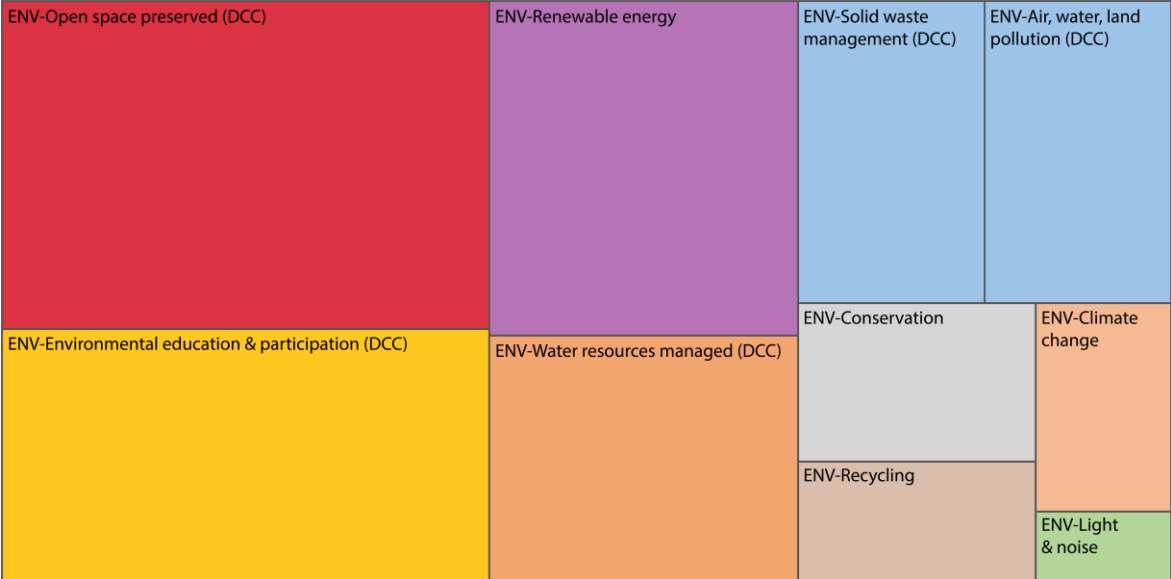 ENV-Open space preserved (DCC)
ENV-Environmental education & participation (DCC)
ENV-Renewable energy
ENV-Water resources managed (DCC)
ENV-Solid waste
management (DCC)
ENV-Air, water, land
pollution (DCC)
ENV-Conservation
ENV-Recycling
ENV-Climate
change
ENV-Light
& noise